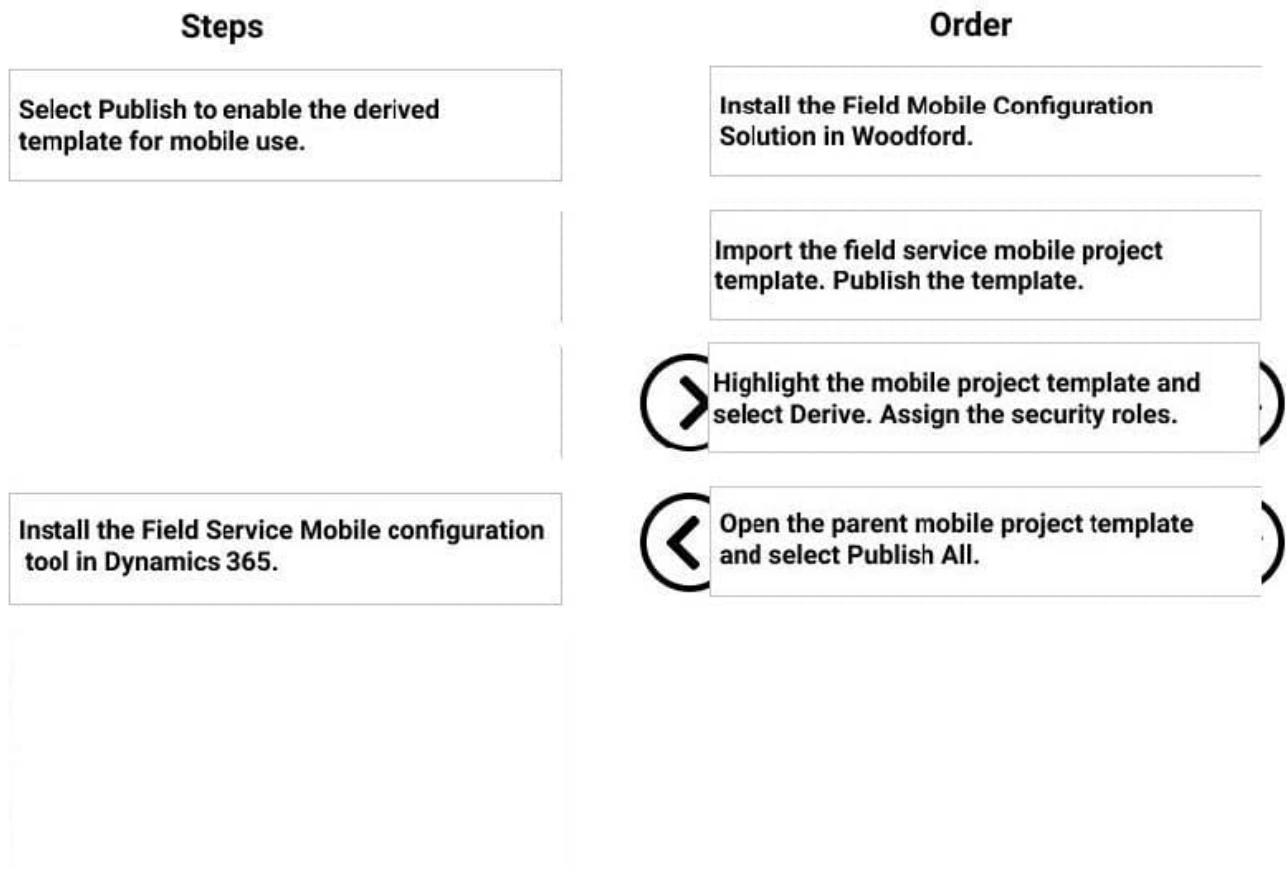 Steps
Order
Select Publish to enable the derived
template for mobile use.
Install the Field Service Mobile configuration
tool in Dynamics 365.
Install the Field Mobile Configuration
Solution in Woodford.
Import the field service mobile project
template. Publish the template.
Highlight the mobile project template and
select Derive. Assign the security roles.
Open the parent mobile project template
and select Publish All.